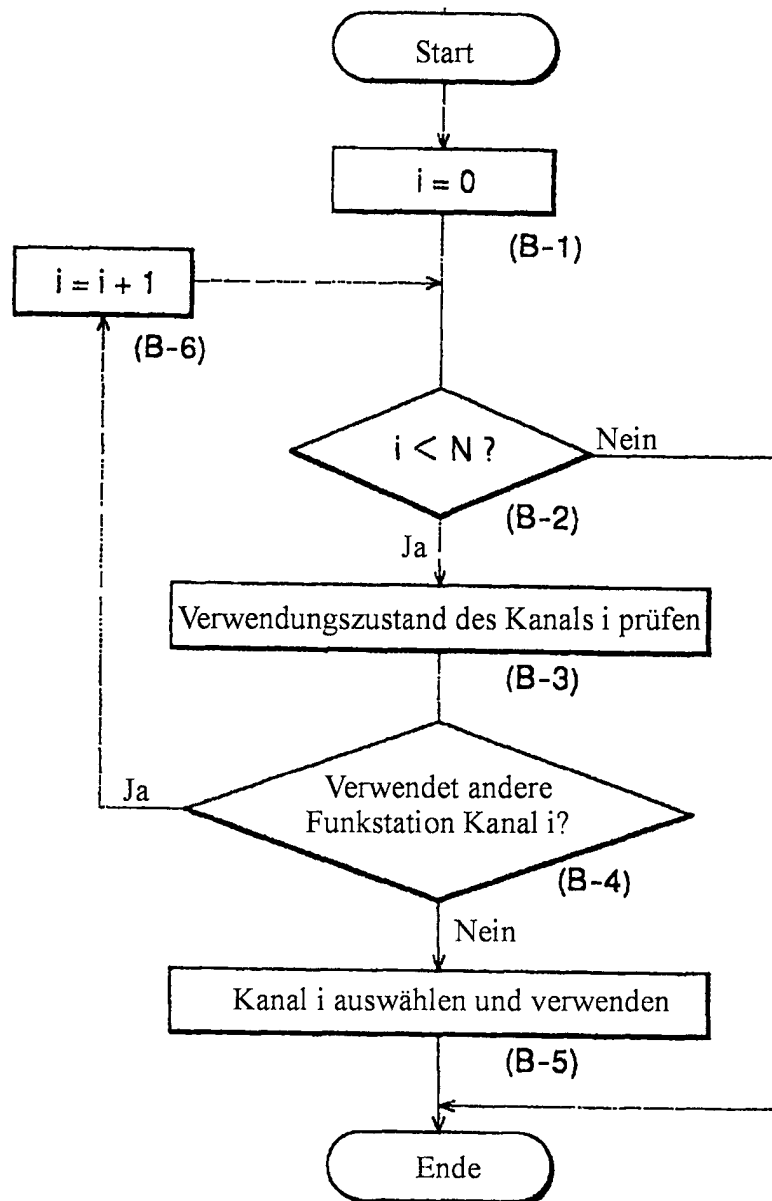 Start
i = 0
(B-1)
i = i + 1
(B-6)
i < N ?
Nein
(B-2)
Ja
Verwendungszustand des Kanals i prüfen
(B-3)
Ja
Verwendet andere
Funkstation Kanal i?
(B-4)
Nein
Kanal i auswählen und verwenden
(B-5)
Ende